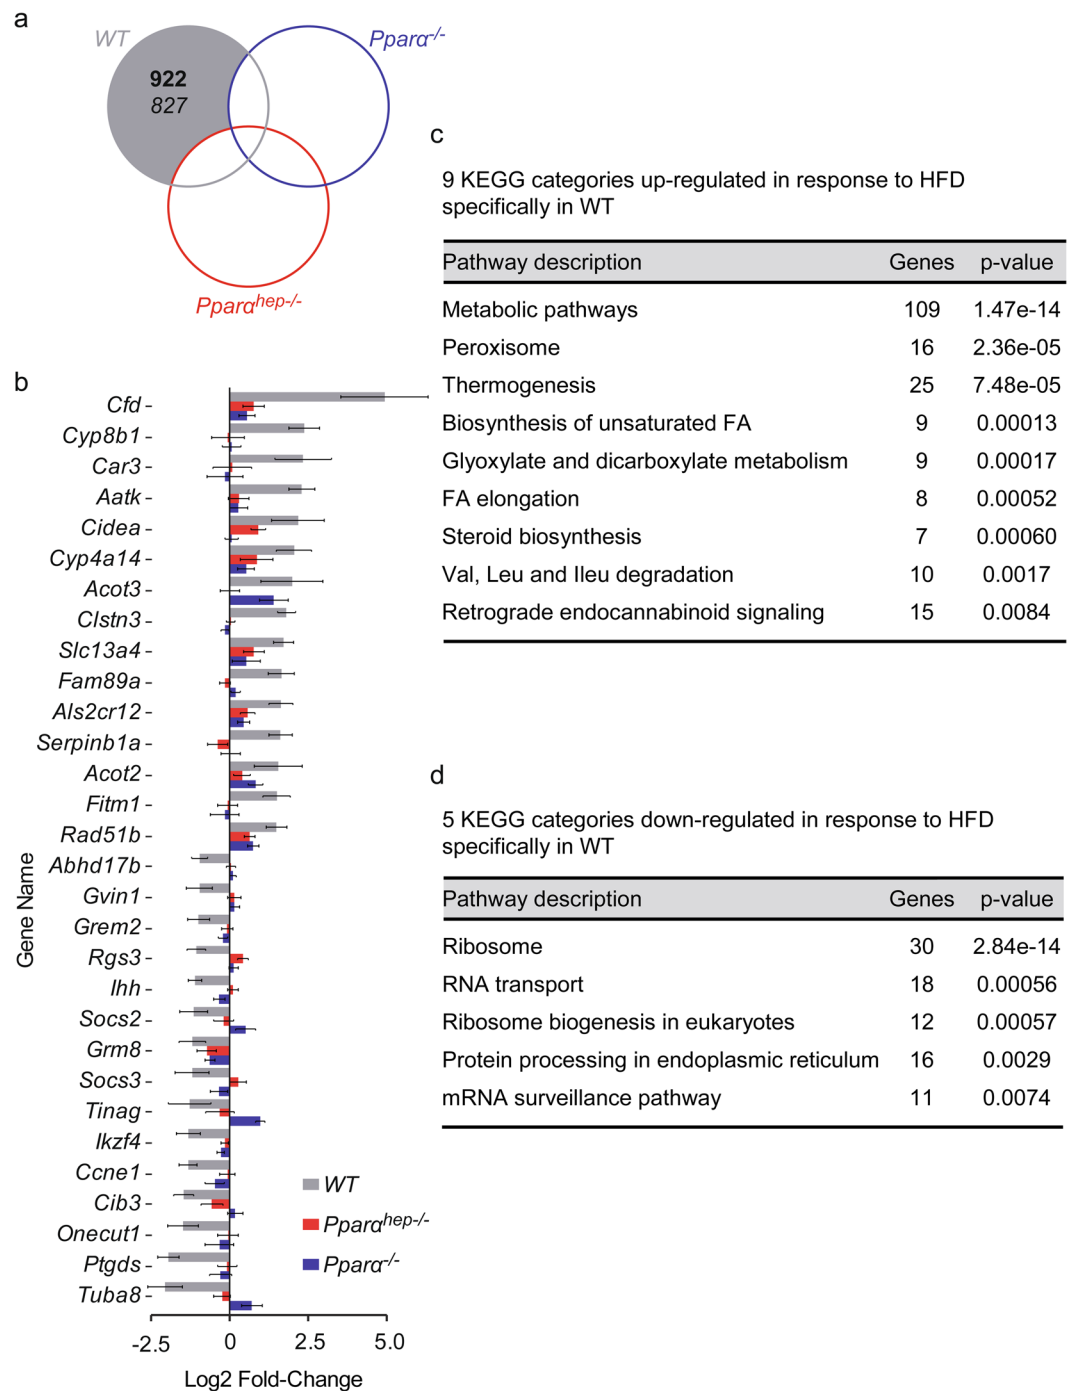 a
WT
Pparα-/-
922
827
Pparαhep-/-
b
Gene Name
Cfd
Cyp8b1
Car3
Aatk
Cidea
Cyp4a14
Acot3
Clstn3
Slc13a4
Fam89a
Als2cr12
Serpinb1a
Acot2
Fitm1
Rad51b
Abhd17b
Gvin1
Grem2
Rgs3
Ihh
Socs2
Grm8
Socs3
Tinag
Ikzf4
Ccne1
Cib3
Onecut1
Ptgds
Tuba8
WT
Pparαhep-/-
Pparα-/-
-2.5 0 2.5 5.0
Log2 Fold-Change
c
9 KEGG categories up-regulated in response to HFD
specifically in WT
Pathway description Genes p-value
Metabolic pathways 109 1.47e-14
Peroxisome 16 2.36e-05
Thermogenesis 25 7.48e-05
Biosynthesis of unsaturated FA 9 0.00013
Glyoxylate and dicarboxylate metabolism 9 0.00017
FA elongation 8 0.00052
Steroid biosynthesis 7 0.00060
Val, Leu and Ileu degradation 10 0.0017
Retrograde endocannabinoid signaling 15 0.0084
d
5 KEGG categories down-regulated in response to HFD
specifically in WT
Pathway description Genes p-value
Ribosome 30 2.84e-14
RNA transport 18 0.00056
Ribosome biogenesis in eukaryotes 12 0.00057
Protein processing in endoplasmic reticulum 16 0.0029
mRNA surveillance pathway 11 0.0074